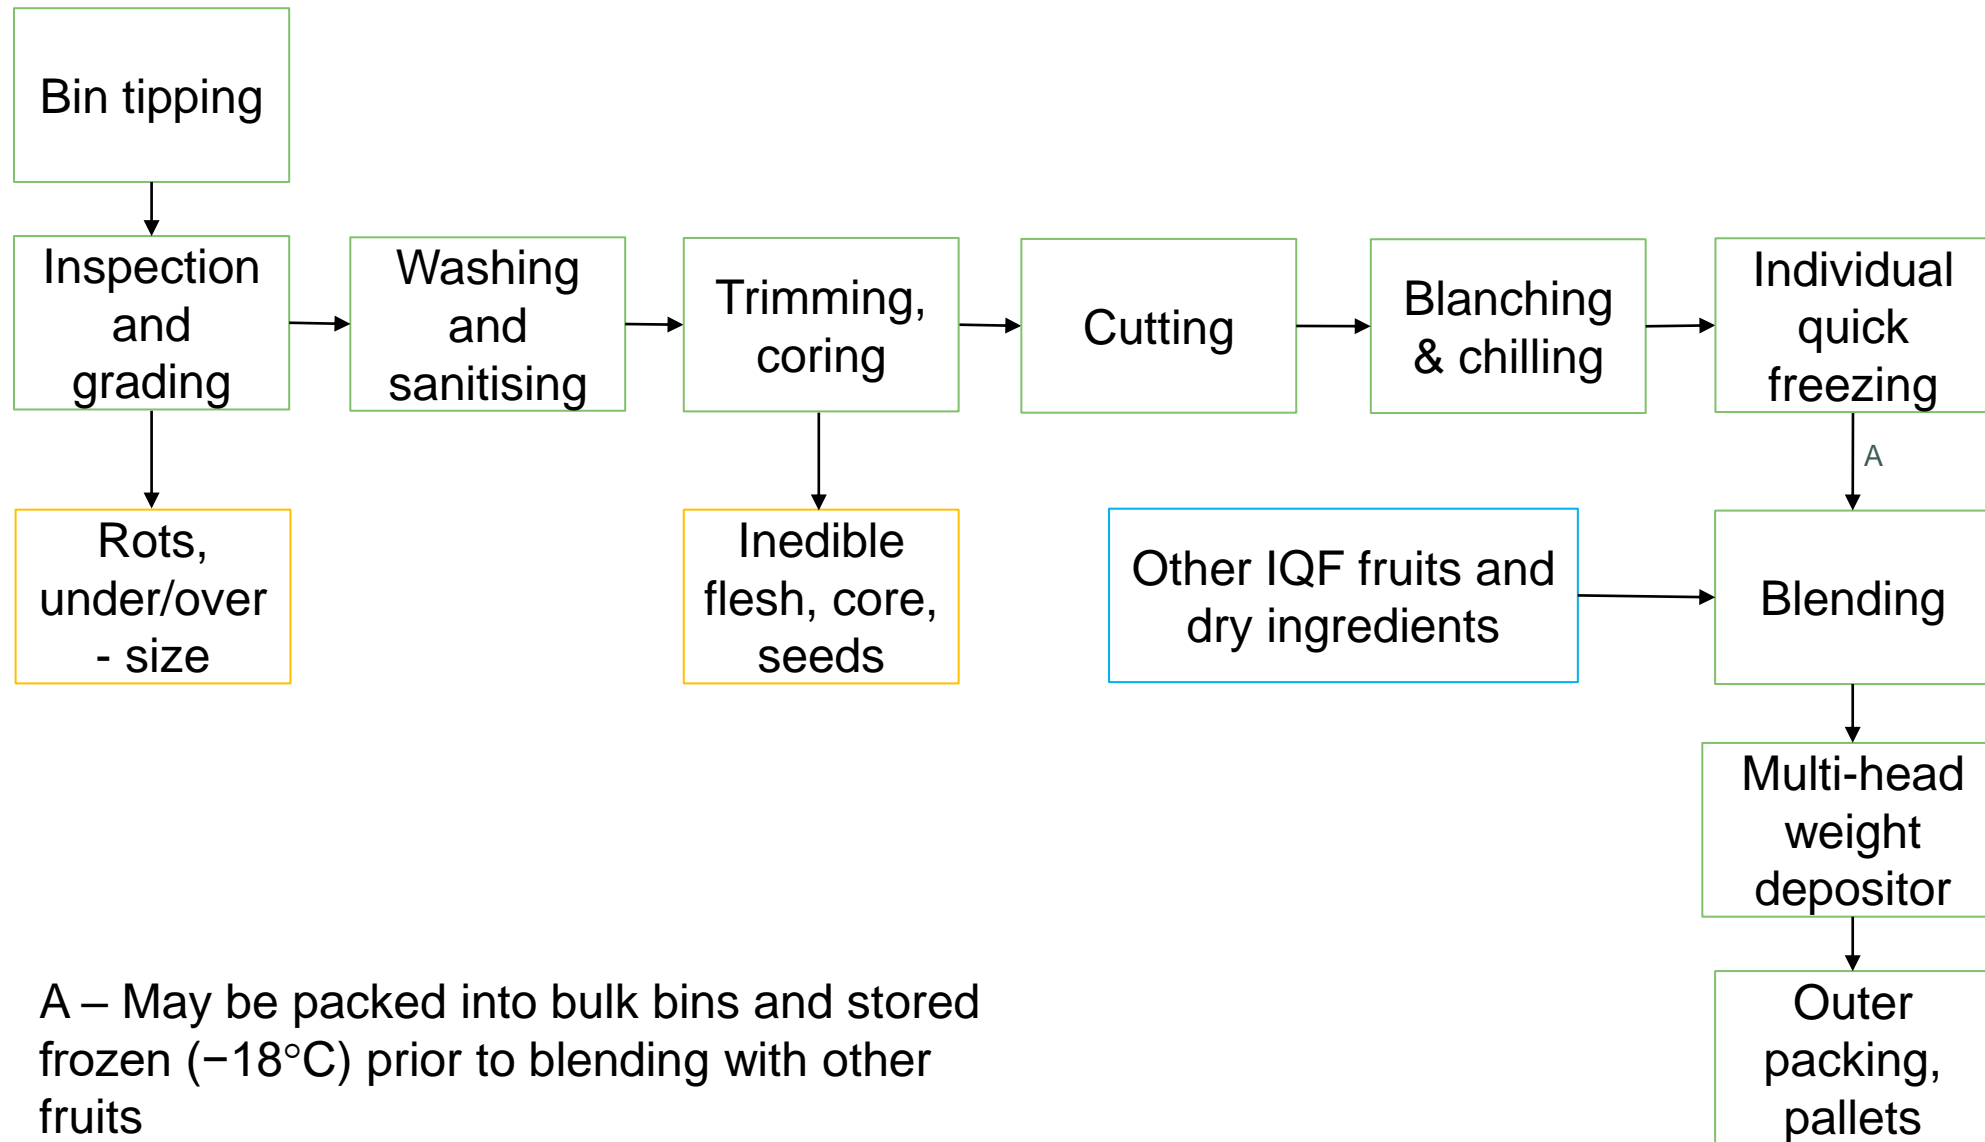 Bin tipping
Inspection
and
grading
Washing
and
sanitising
Trimming,
coring
Cutting
Blanching
& chilling
Individual
quick
freezing
A
Rots,
under/over
- size
Inedible
flesh, core,
seeds
Other IQF fruits and
dry ingredients
Blending
Multi-head
weight
depositor
Outer
packing,
pallets
A – May be packed into bulk bins and stored
frozen (−18°C) prior to blending with other
fruits